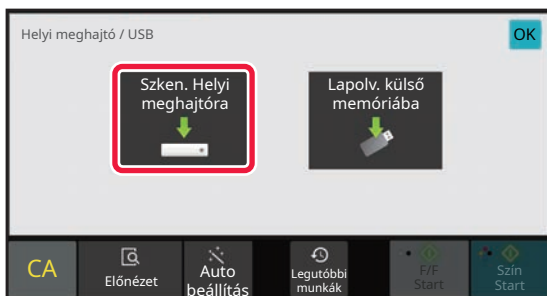 Helyi meghajtó / USB
OK
Szken. Helyi
meghajtóra
Lapolv. külső
memóriába
CA
Előnézet
Auto
beállítás
Legutóbbi
munkák
F/F
Start
Szín
Start